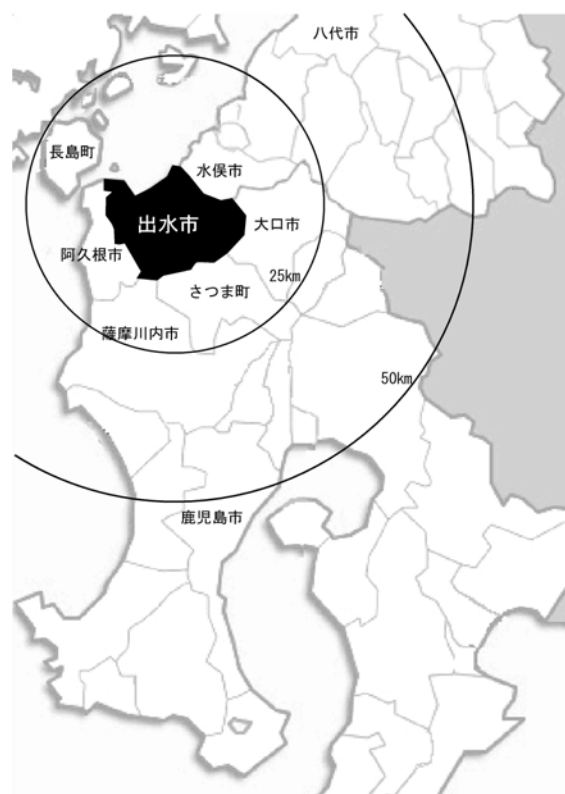 八代市
長島町
水俣市
出水市
大口市
阿久根市
25km
さつま町
薩摩川内市
50km
鹿児島市